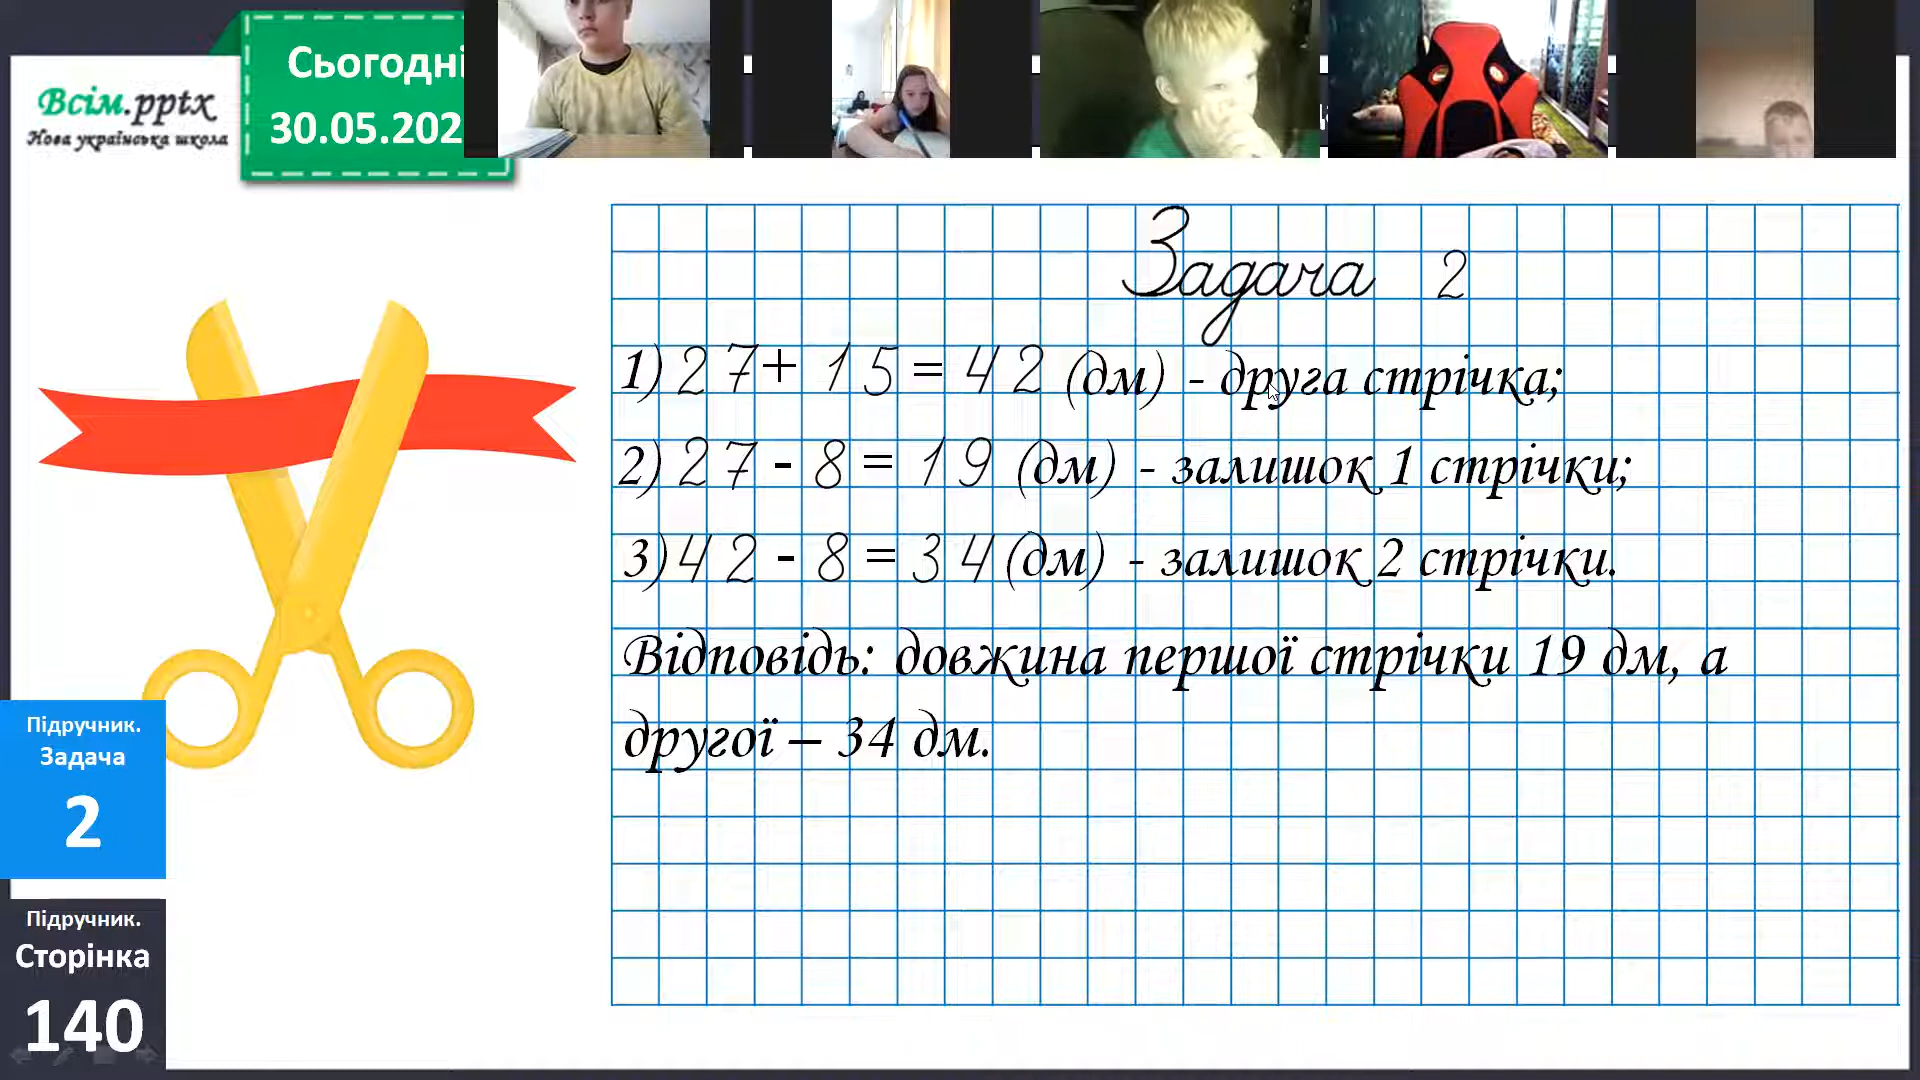 Всім.pptx
Нова українська школа
Сьогодні
30.05.202
Задача 2
1) 27 + 15 = 42 (дм) - друга стрічка;
2) 27 - 8 = 19 (дм) - залишок 1 стрічки;
3) 42 - 8 = 34 (дм) - залишок 2 стрічки.
Відповідь: довжина першої стрічки 19 дм, а
другої – 34 дм.
Підручник.
Задача
2
Підручник.
Сторінка
140